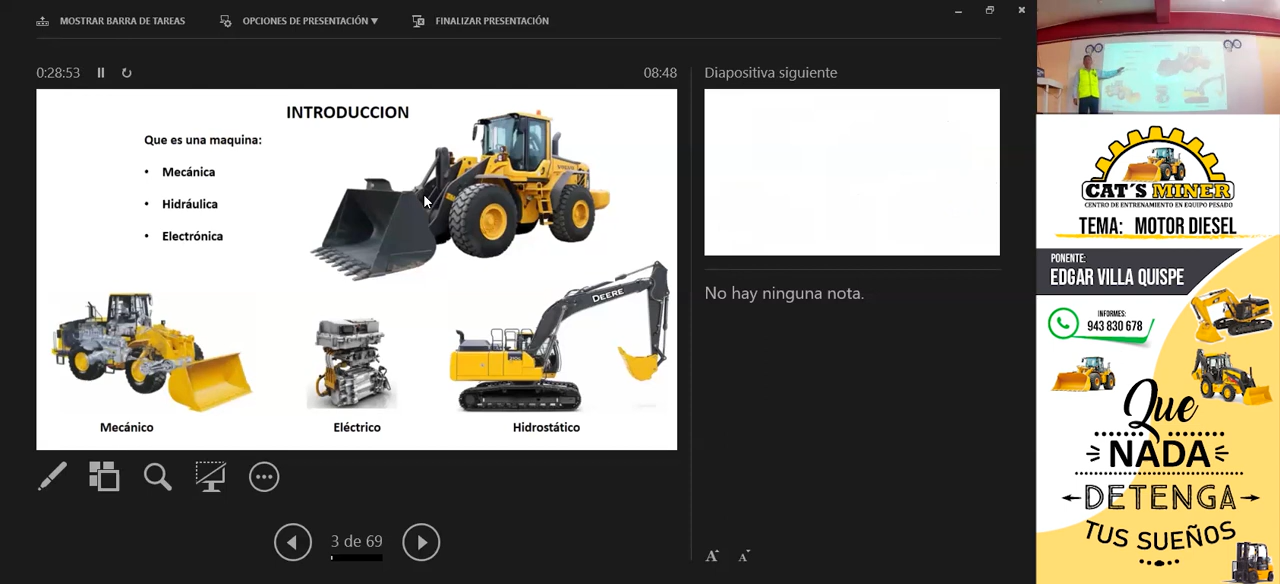 MOSTRAR BARRA DE TAREAS
OPCIONES DE PRESENTACIÓN ▼
FINALIZAR PRESENTACIÓN
0:28:53
08:48
Diapositiva siguiente
INTRODUCCION
Que es una maquina:
• Mecánica
• Hidráulica
• Electrónica
DEERE
Mecánico
Eléctrico
Hidrostático
No hay ninguna nota.
3 de 69
A A
CAT´S MINER
CENTRO DE ENTRENAMIENTO EN EQUIPO PESADO
TEMA: MOTOR DIESEL
PONENTE:
EDGAR VILLA QUISPE
INFORMES:
943 830 678
Que
NADA
DETENGA
TUS SUEÑOS